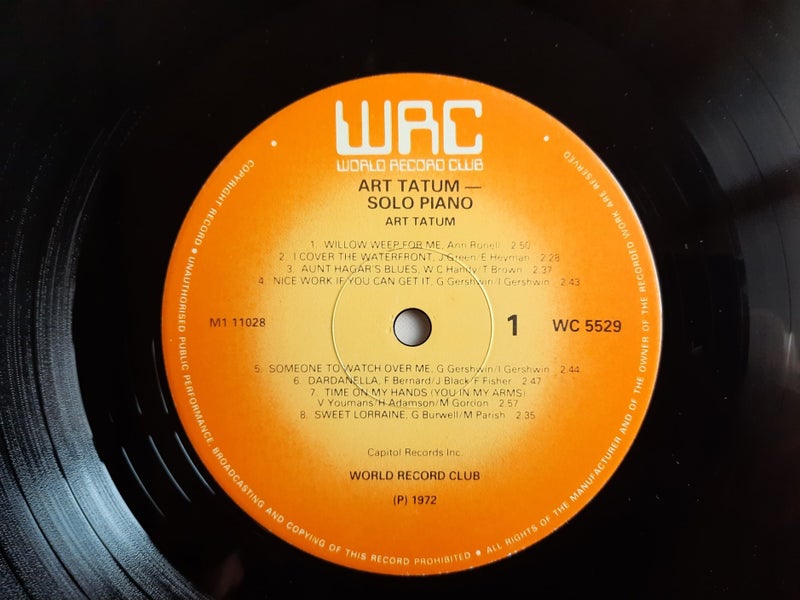 WRC
WORLD RECORD CLUB
ART TATUM —
SOLO PIANO
ART TATUM
1. WILLOW WEEP FOR ME, Ann Ronell 2.50
2. I COVER THE WATERFRONT, J Green/E Heyman 2.28
3. AUNT HAGAR'S BLUES, W C Handy/T Brown 2.37
4. NICE WORK IF YOU CAN GET IT, G Gershwin/I Gershwin 2.43
M1 11028
1 WC 5529
5. SOMEONE TO WATCH OVER ME, G Gershwin/I Gershwin 2.44
6. DARDANELLA, F Bernard/J Black/F Fisher 2.47
7. TIME ON MY HANDS (YOU IN MY ARMS)
V Youmans/H Adamson/M Gordon 2.57
8. SWEET LORRAINE, G Burwell/M Parish 2.35
Capitol Records Inc.
WORLD RECORD CLUB
(P) 1972
COPYRIGHT RECORD • UNAUTHORISED PUBLIC PERFORMANCE, BROADCASTING AND COPYING OF THIS RECORD PROHIBITED • ALL RIGHTS OF THE MANUFACTURER AND OF THE OWNER OF THE RECORDED WORK ARE RESERVED